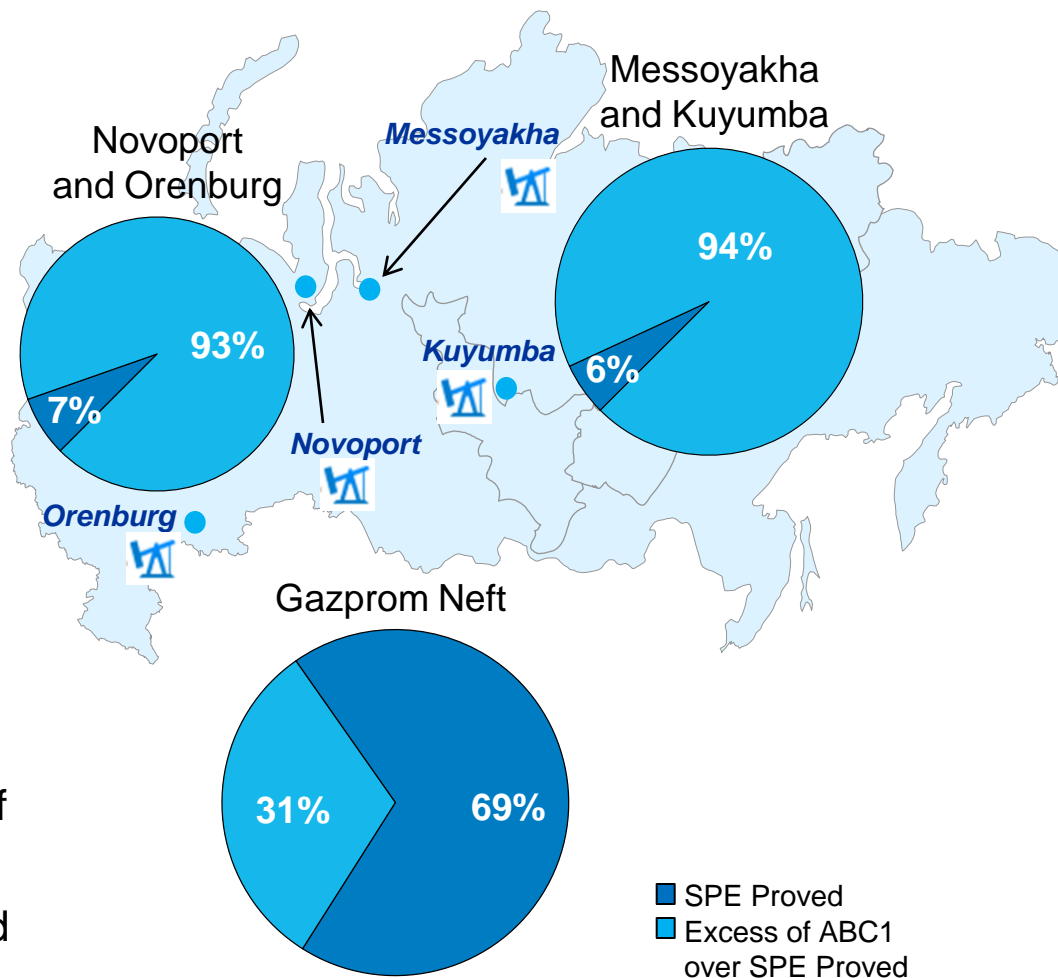 Messoyakha
and Kuyumba
Novoport
and Orenburg
Messoyakha
94%
93%
Kuyumba
6%
7%
Novoport
Orenburg
Gazprom Neft
31%
69%
f
d
SPE Proved
Excess of ABC1
over SPE Proved